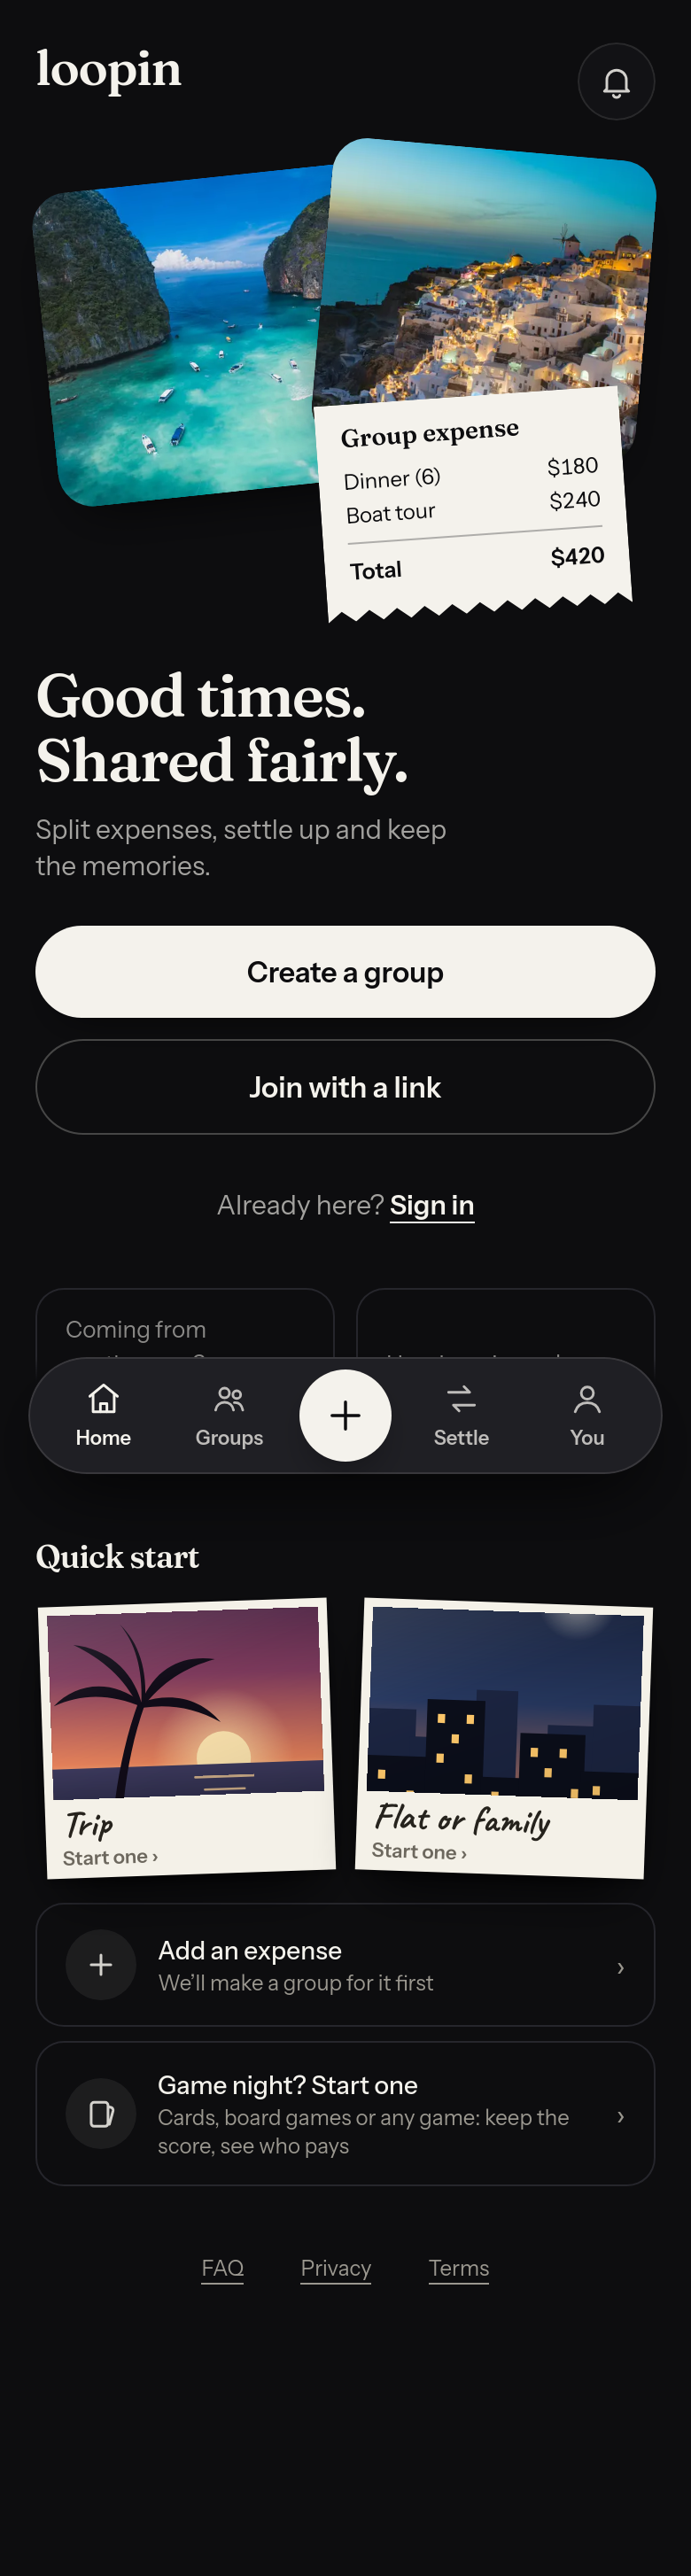 loopin
Group expense
Dinner (6) $180
Boat tour $240
Total $420
Good times.
Shared fairly.
Split expenses, settle up and keep
the memories.
Create a group
Join with a link
Already here? Sign in
Coming from
Home Groups Settle You
Quick start
Trip
Start one ›
Flat or family
Start one ›
Add an expense
We’ll make a group for it first
›
Game night? Start one
Cards, board games or any game: keep the
score, see who pays
›
FAQ Privacy Terms